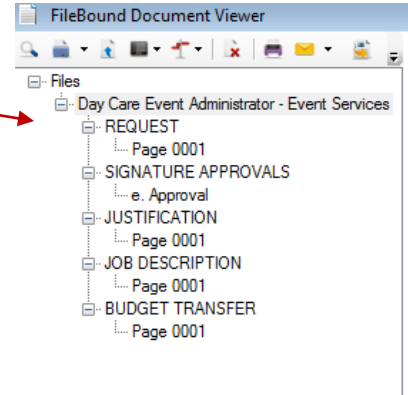 FileBound Document Viewer
Files
Day Care Event Administrator - Event Services
REQUEST
Page 0001
SIGNATURE APPROVALS
e. Approval
JUSTIFICATION
Page 0001
JOB DESCRIPTION
Page 0001
BUDGET TRANSFER
Page 0001